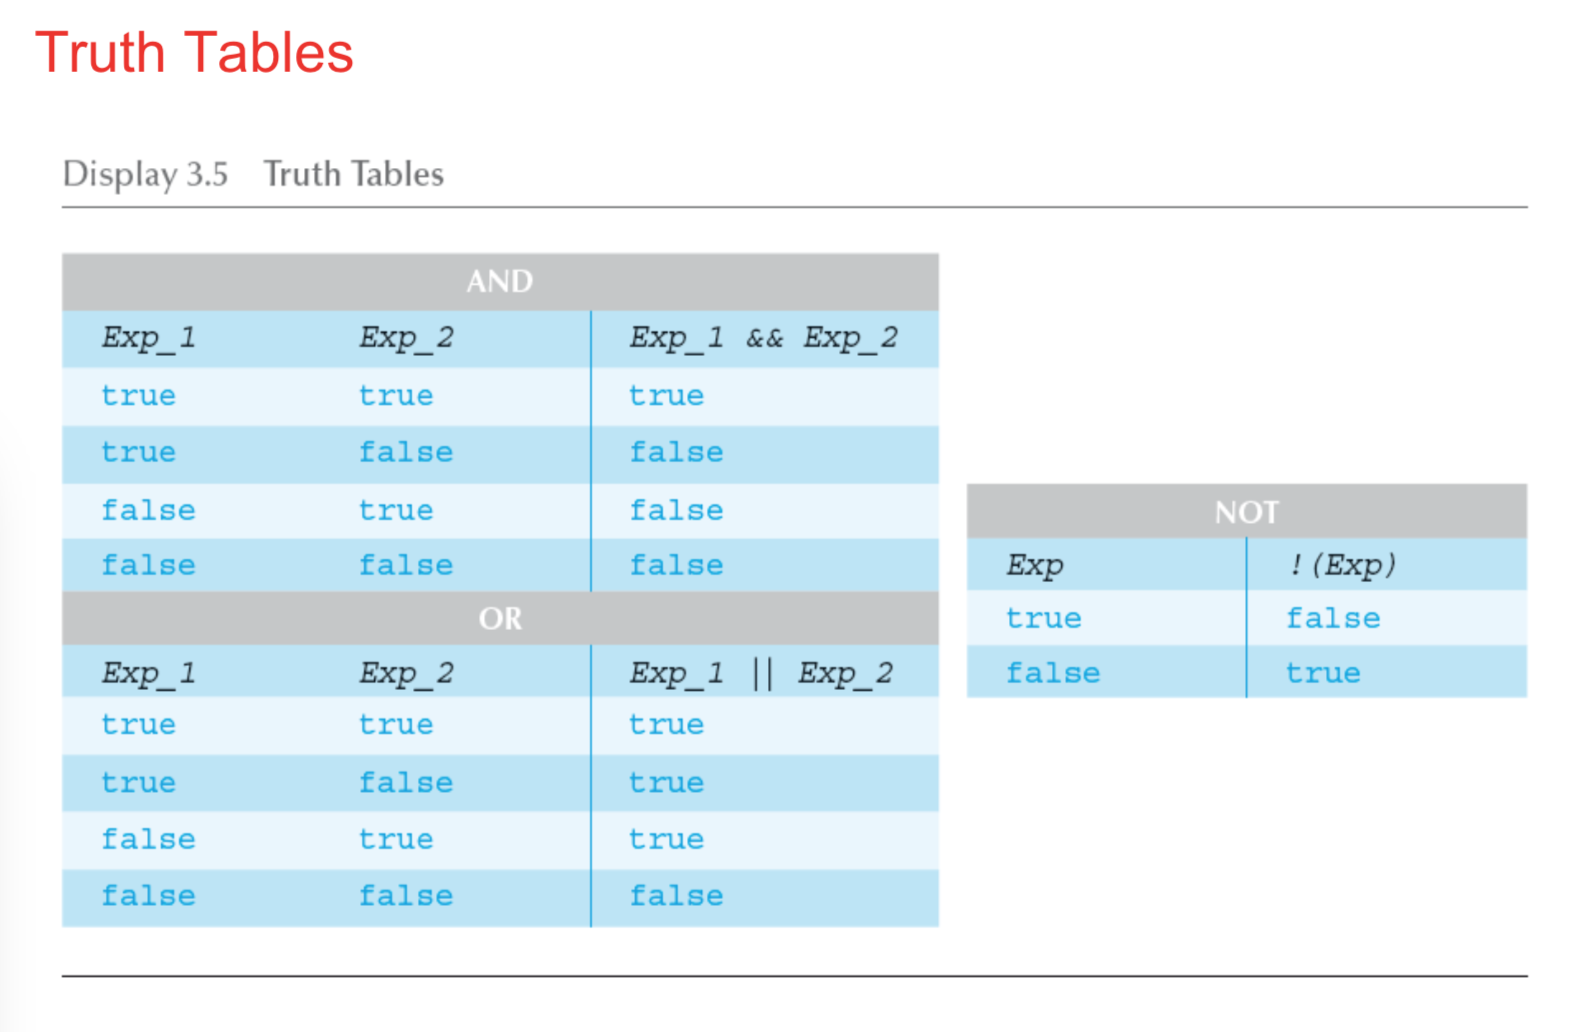 Truth Tables
Display 3.5 Truth Tables
AND
Exp_1 Exp_2 Exp_1 && Exp_2
true true true
true false false
false true false
false false false
OR
Exp_1 Exp_2 Exp_1 || Exp_2
true true true
true false true
false true true
false false false
NOT
Exp !(Exp)
true false
false true